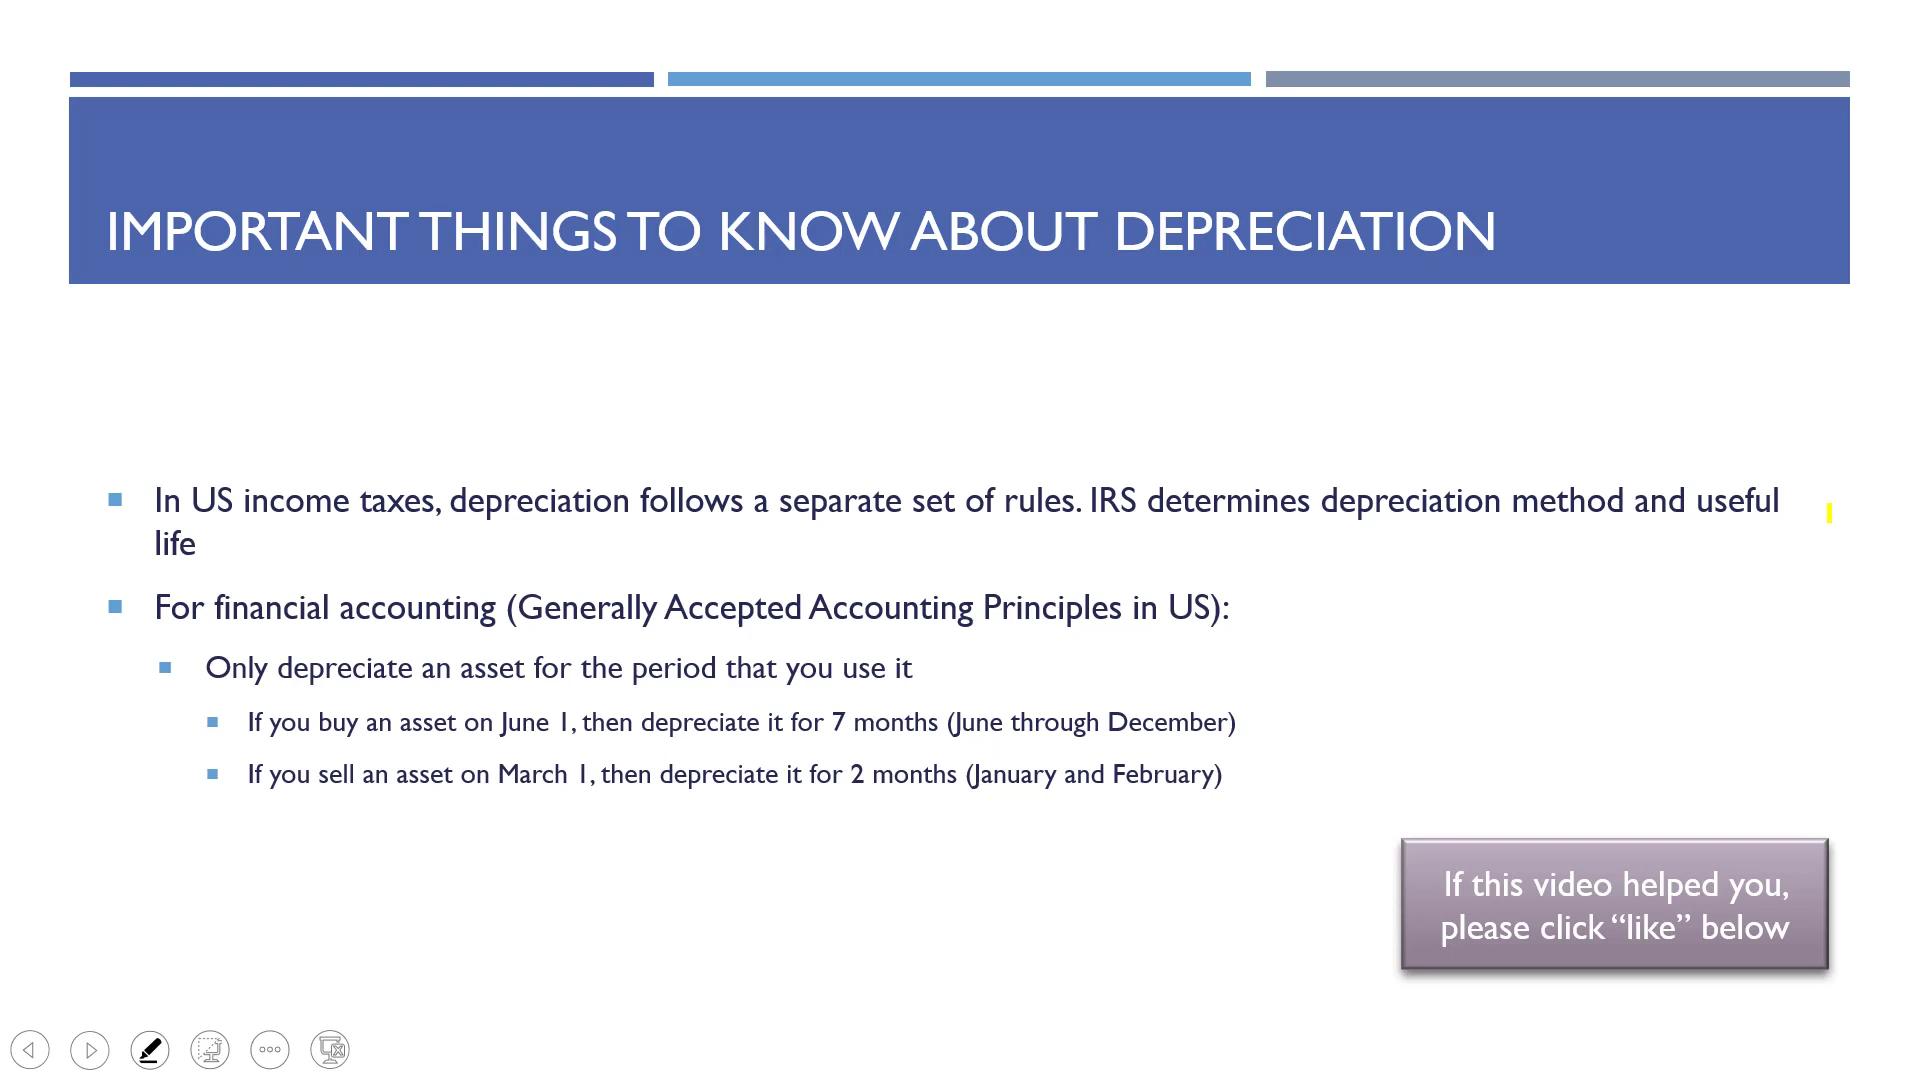 IMPORTANT THINGS TO KNOW ABOUT DEPRECIATION
In US income taxes, depreciation follows a separate set of rules. IRS determines depreciation method and useful
life
For financial accounting (Generally Accepted Accounting Principles in US):
Only depreciate an asset for the period that you use it
If you buy an asset on June 1, then depreciate it for 7 months (June through December)
If you sell an asset on March 1, then depreciate it for 2 months (January and February)
If this video helped you,
please click “like” below